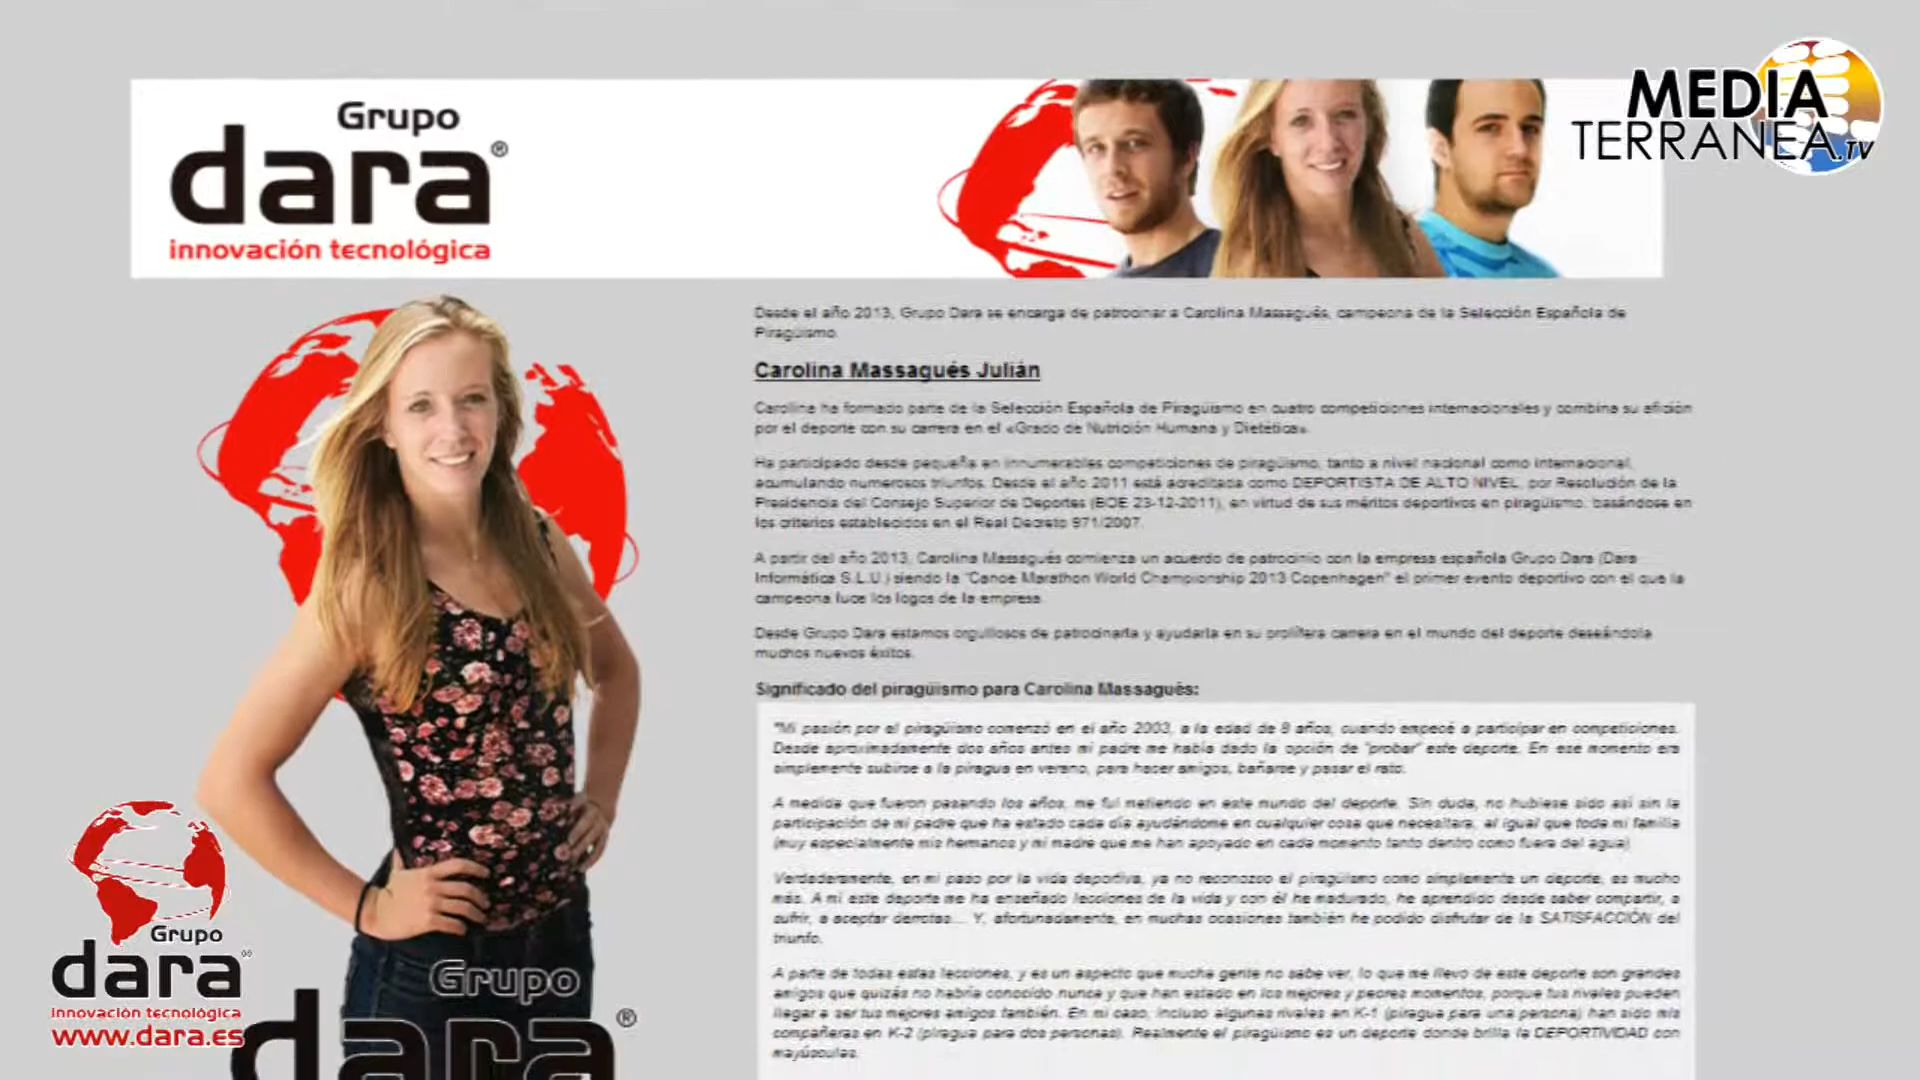 MEDIA
TERRANEA.TV
Grupo
dara®
innovación tecnológica
Desde el año 2013, Grupo Dara se encarga de patrocinar a Carolina Massagués, campeona de la Selección Española de
Piragüismo.
Carolina Massagués Julián
Carolina ha formado parte de la Selección Española de Piragüismo en cuatro competiciones internacionales y combina su afición
por el deporte con su carrera en el «Grado de Nutrición Humana y Dietética».
Ha participado desde pequeña en innumerables competiciones de piragüismo, tanto a nivel nacional como internacional,
acumulando numerosos triunfos. Desde el año 2011 está acreditada como DEPORTISTA DE ALTO NIVEL, por Resolución de la
Presidencia del Consejo Superior de Deportes (BOE 23-12-2011), en virtud de sus méritos deportivos en piragüismo, basándose en
los criterios establecidos en el Real Decreto 971/2007.
A partir del año 2013, Carolina Massagués comienza un acuerdo de patrocinio con la empresa española Grupo Dara (Dara
Informática S.L.U.) siendo la "Canoe Marathon World Championship 2013 Copenhagen" el primer evento deportivo con el que la
campeona luce los logos de la empresa.
Desde Grupo Dara estamos orgullosos de patrocinarla y ayudarla en su prolífera carrera en el mundo del deporte deseándola
muchos nuevos éxitos.
Significado del piragüismo para Carolina Massagués:
"Mi pasión por el piragüismo comenzó en el año 2003, a la edad de 9 años, cuando empecé a participar en competiciones.
Desde aproximadamente dos años antes mi padre me había dado la opción de "probar" este deporte. En ese momento era
simplemente subirse a la piragua en verano, para hacer amigos, bañarse y pasar el rato.
A medida que fueron pasando los años, me fui metiendo en este mundo del deporte. Sin duda, no hubiese sido así sin la
participación de mi padre que ha estado cada día ayudándome en cualquier cosa que necesitara, al igual que toda mi familia
(muy especialmente mis hermanos y mi madre que me han apoyado en cada momento tanto dentro como fuera del agua).
Verdaderamente, en mi paso por la vida deportiva, ya no reconozco el piragüismo como simplemente un deporte, es mucho
más. A mi este deporte me ha enseñado lecciones de la vida y con él he madurado, he aprendido desde saber compartir, a
sufrir, a aceptar derrotas... Y, afortunadamente, en muchas ocasiones también he podido disfrutar de la SATISFACCIÓN del
triunfo.
A parte de todas estas lecciones, y es un aspecto que mucha gente no sabe ver, lo que me llevo de este deporte son grandes
amigos que quizás no habría conocido nunca y que han estado en los mejores y peores momentos, porque tus rivales pueden
llegar a ser tus mejores amigos también. En mi caso, incluso algunas rivales en K-1 (piragua para una persona) han sido mis
compañeras en K-2 (piragua para dos personas). Realmente el piragüismo es un deporte donde brilla la DEPORTIVIDAD con
mayúsculas.
Grupo
dara®
Grupo
dara
innovación tecnológica
www.dara.es